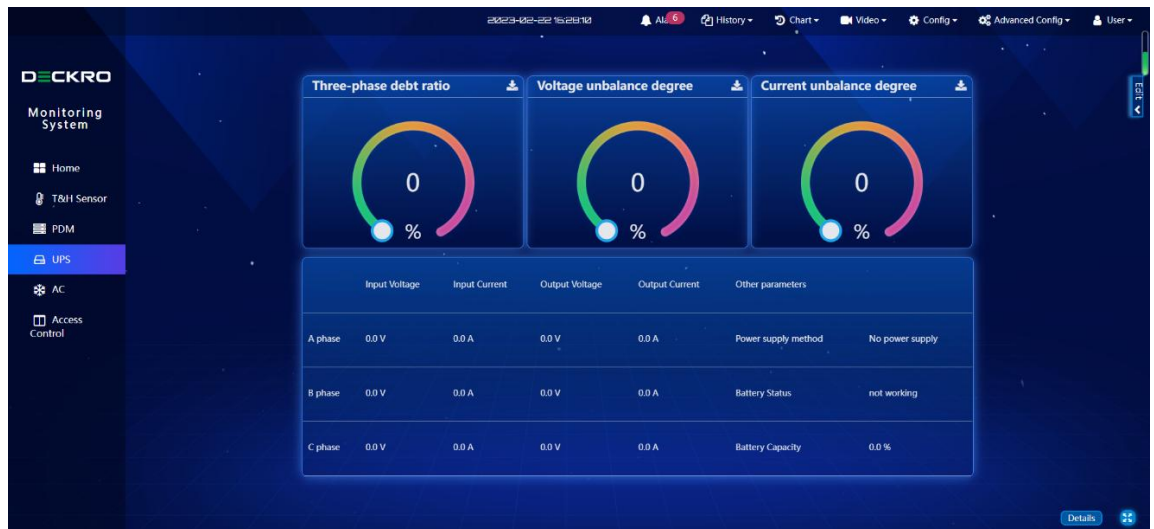 2023-02-22 16:29:10 6 History Chart Video Config Advanced Config User
DECKRO
Monitoring
System
Home
T&H Sensor
PDM
UPS
AC
Access
Control
Edit
Three-phase debt ratio
0
%
Voltage unbalance degree
0
%
Current unbalance degree
0
%
Input Voltage Input Current Output Voltage Output Current Other parameters
A phase 0.0 V 0.0 A 0.0 V 0.0 A Power supply method No power supply
B phase 0.0 V 0.0 A 0.0 V 0.0 A Battery Status not working
C phase 0.0 V 0.0 A 0.0 V 0.0 A Battery Capacity 0.0 %
Details